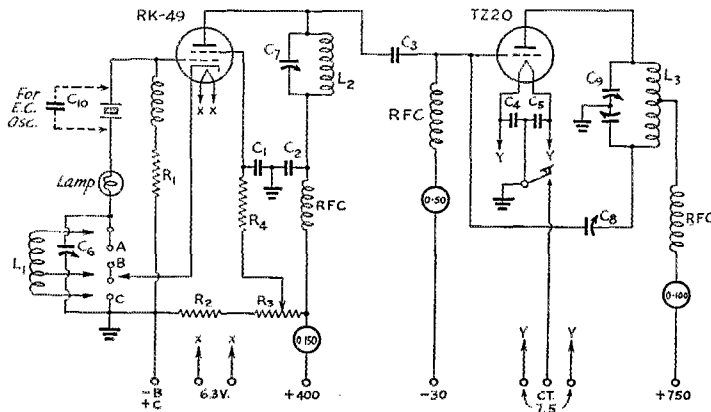 RK-49
TZ20
C7
L2
C3
C9
L3
For
E.C.
Osc.
C10
X X
C4
C5
RFC
Y
Y
Lamp
R1
C1
C2
R4
RFC
0-50
C8
RFC
L1
C6
A
B
C
R2
R3
0-150
0-100
X
X
Y
Y
-B
+C
6.3V.
+400
-30
CT.
7.5
+750